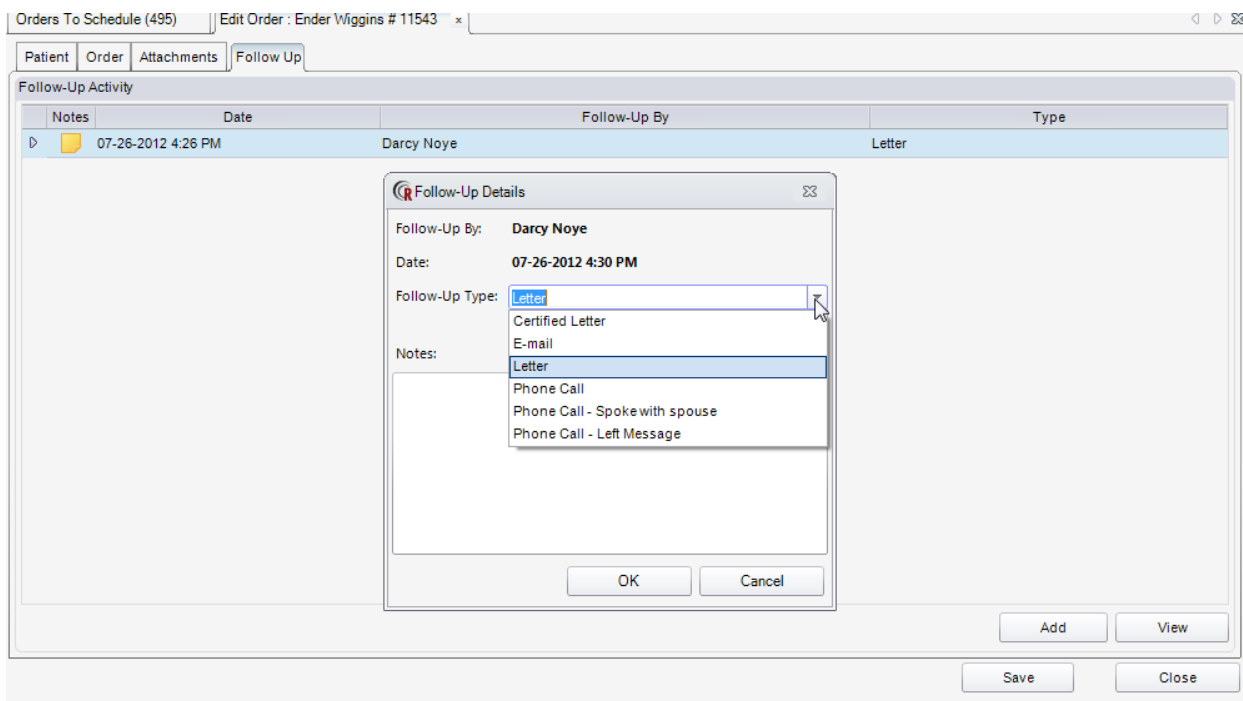 Orders To Schedule (495) Edit Order : Ender Wiggins # 11543 x
Patient Order Attachments Follow Up
Follow-Up Activity
Notes Date Follow-Up By Type
07-26-2012 4:26 PM Darcy Noye Letter
Follow-Up Details
Follow-Up By: Darcy Noye
Date: 07-26-2012 4:30 PM
Follow-Up Type: Letter
Certified Letter
E-mail
Notes:
Letter
Phone Call
Phone Call - Spoke with spouse
Phone Call - Left Message
OK Cancel
Add View
Save Close